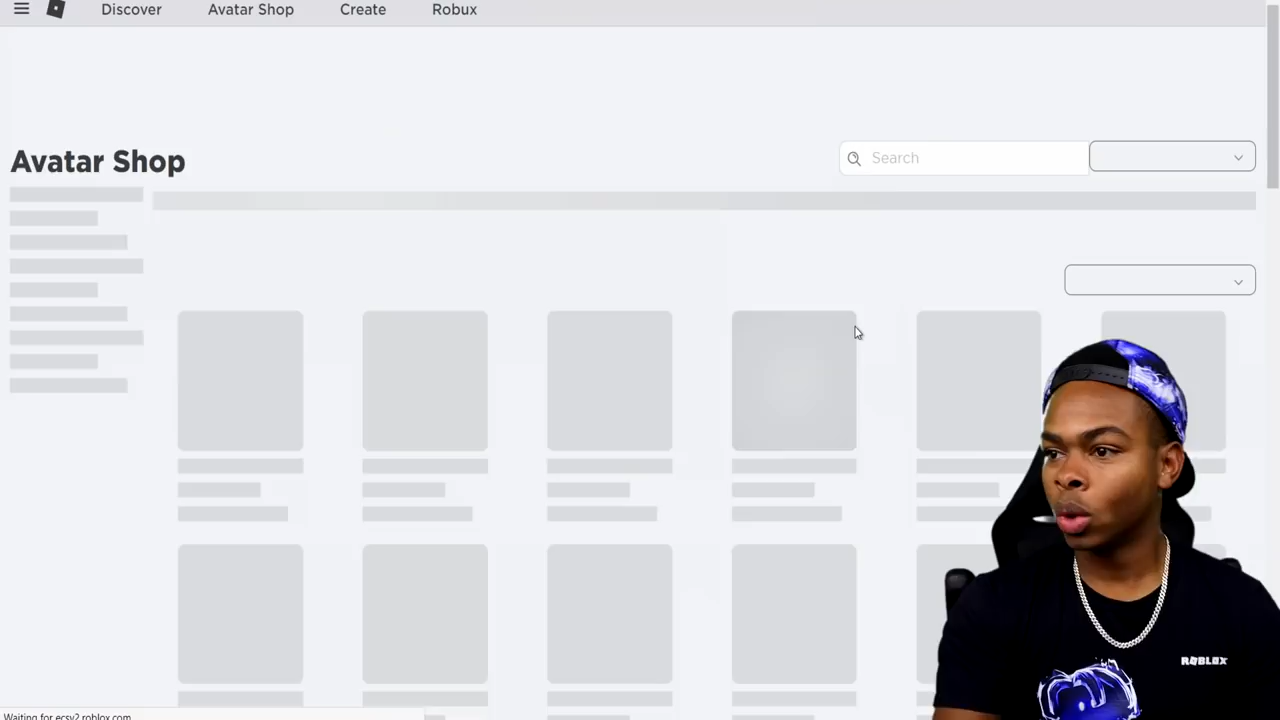 Discover
Avatar Shop
Create
Robux
Avatar Shop
Search
ROBLOX
Waiting for ecsv2.roblox.com...